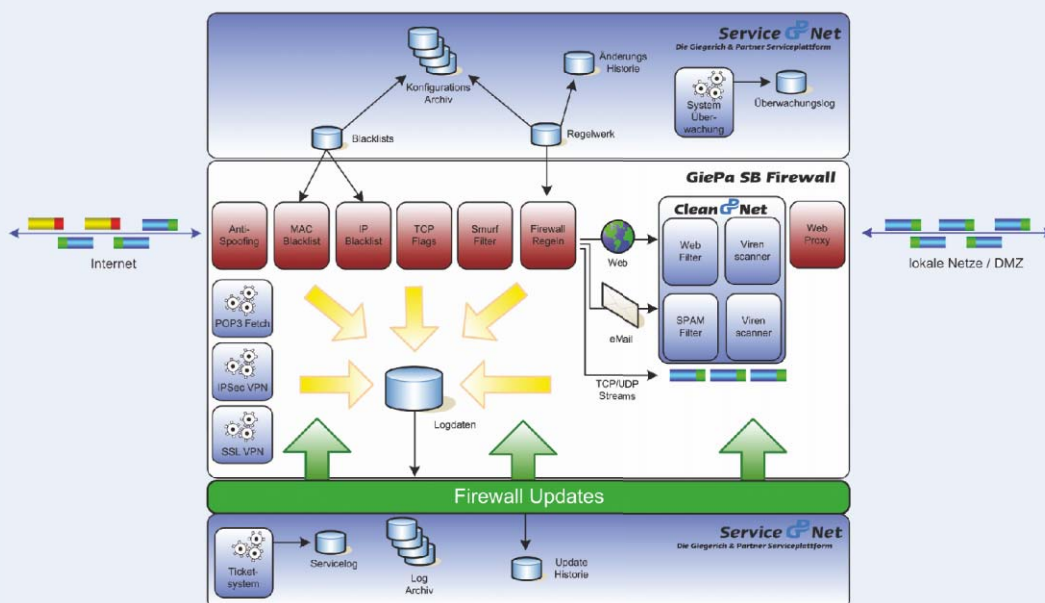 Service GP Net
Die Giegerich & Partner Serviceplattform
Konfigurations
Archiv
Änderungs
Historie
System
Über-
wachung
Überwachungslog
Blacklists
Regelwerk
GiePa SB Firewall
Anti-
Spoofing
MAC
Blacklist
IP
Blacklist
TCP
Flags
Smurf
Filter
Firewall
Regeln
Web
Clean GP Net
Web
Filter
Viren
scanner
Web
Proxy
Internet
lokale Netze / DMZ
POP3 Fetch
eMail
SPAM
Filter
Viren
scanner
IPSec VPN
TCP/UDP
Streams
Logdaten
SSL VPN
Firewall Updates
Service GP Net
Die Giegerich & Partner Serviceplattform
Ticket-
system
Servicelog
Log
Archiv
Update
Historie